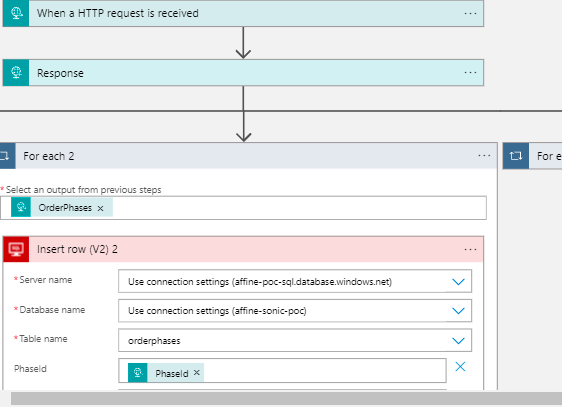 When a HTTP request is received
Response
For each 2
For e
*Select an output from previous steps
OrderPhases ×
Insert row (V2) 2
*Server name
Use connection settings (affine-poc-sql.database.windows.net)
*Database name
Use connection settings (affine-sonic-poc)
*Table name
orderphases
PhaseId
PhaseId ×